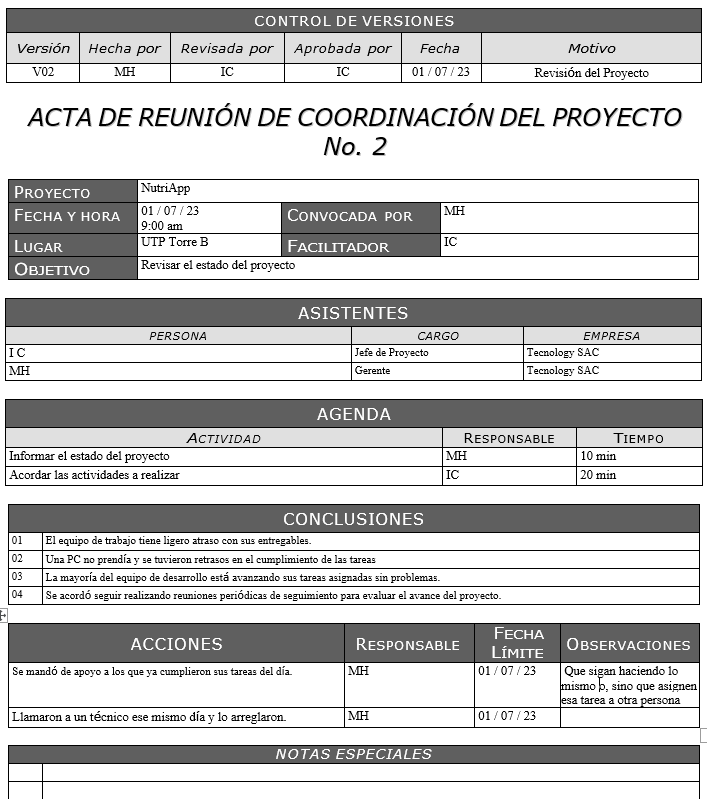 CONTROL DE VERSIONES
Versión Hecha por Revisada por Aprobada por Fecha Motivo
V02 MH IC IC 01 / 07 / 23 Revisión del Proyecto
ACTA DE REUNIÓN DE COORDINACIÓN DEL PROYECTO
No. 2
PROYECTO NutriApp
FECHA Y HORA 01 / 07 / 23 CONVOCADA POR MH
9:00 am
LUGAR UTP Torre B FACILITADOR IC
OBJETIVO Revisar el estado del proyecto
ASISTENTES
PERSONA CARGO EMPRESA
I C Jefe de Proyecto Tecnology SAC
MH Gerente Tecnology SAC
AGENDA
ACTIVIDAD RESPONSABLE TIEMPO
Informar el estado del proyecto MH 10 min
Acordar las actividades a realizar IC 20 min
CONCLUSIONES
01 El equipo de trabajo tiene ligero atraso con sus entregables.
02 Una PC no prendía y se tuvieron retrasos en el cumplimiento de las tareas
03 La mayoría del equipo de desarrollo está avanzando sus tareas asignadas sin problemas.
04 Se acordó seguir realizando reuniones periódicas de seguimiento para evaluar el avance del proyecto.
ACCIONES RESPONSABLE FECHA LÍMITE OBSERVACIONES
Se mandó de apoyo a los que ya cumplieron sus tareas del día. MH 01 / 07 / 23 Que sigan haciendo lo
mismo o, sino que asignen
esa tarea a otra persona
Llamaron a un técnico ese mismo día y lo arreglaron. MH 01 / 07 / 23
NOTAS ESPECIALES